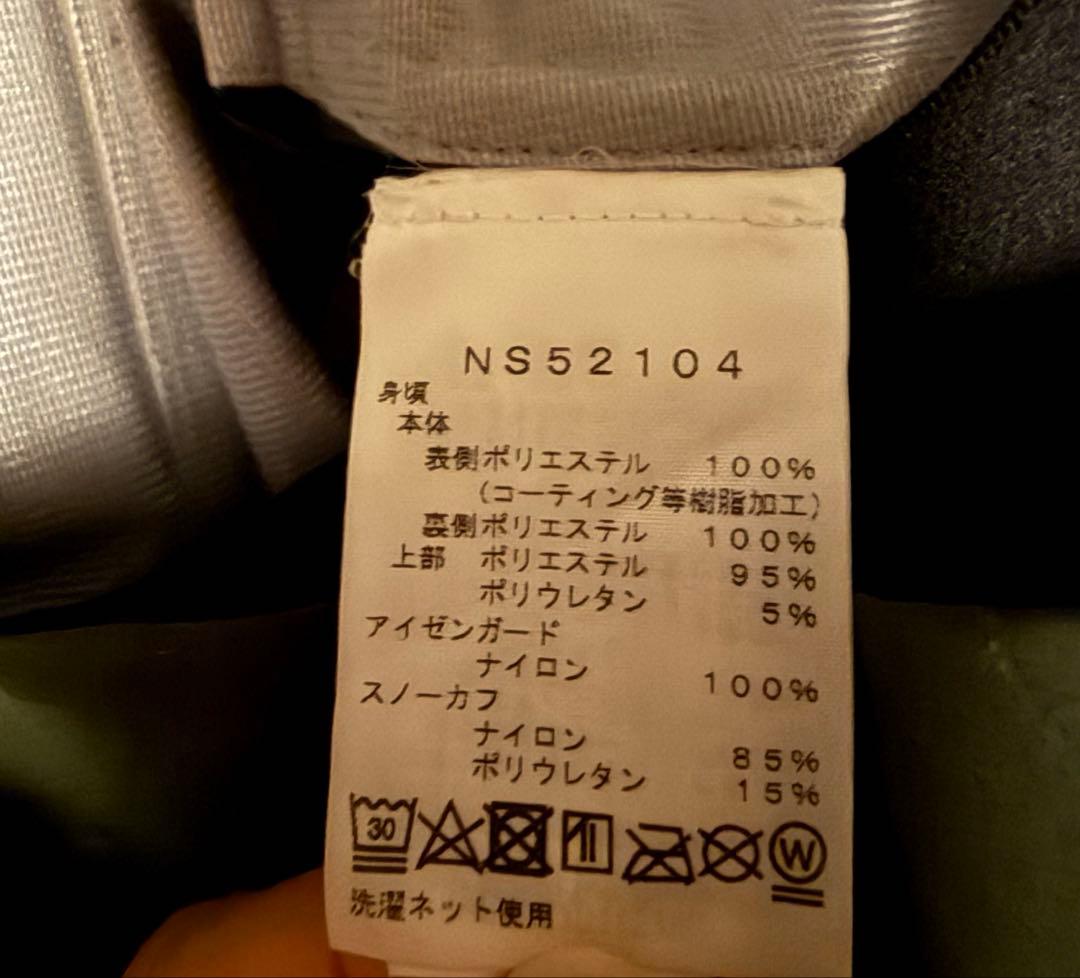 NS52104
身頃
本体
表側ポリエステル 100%
(コーティング等樹脂加工)
裏側ポリエステル 100%
上部 ポリエステル 95%
ポリウレタン 5%
アイゼンガード
ナイロン 100%
スノーカフ
ナイロン 85%
ポリウレタン 15%
30 W
洗濯ネット使用